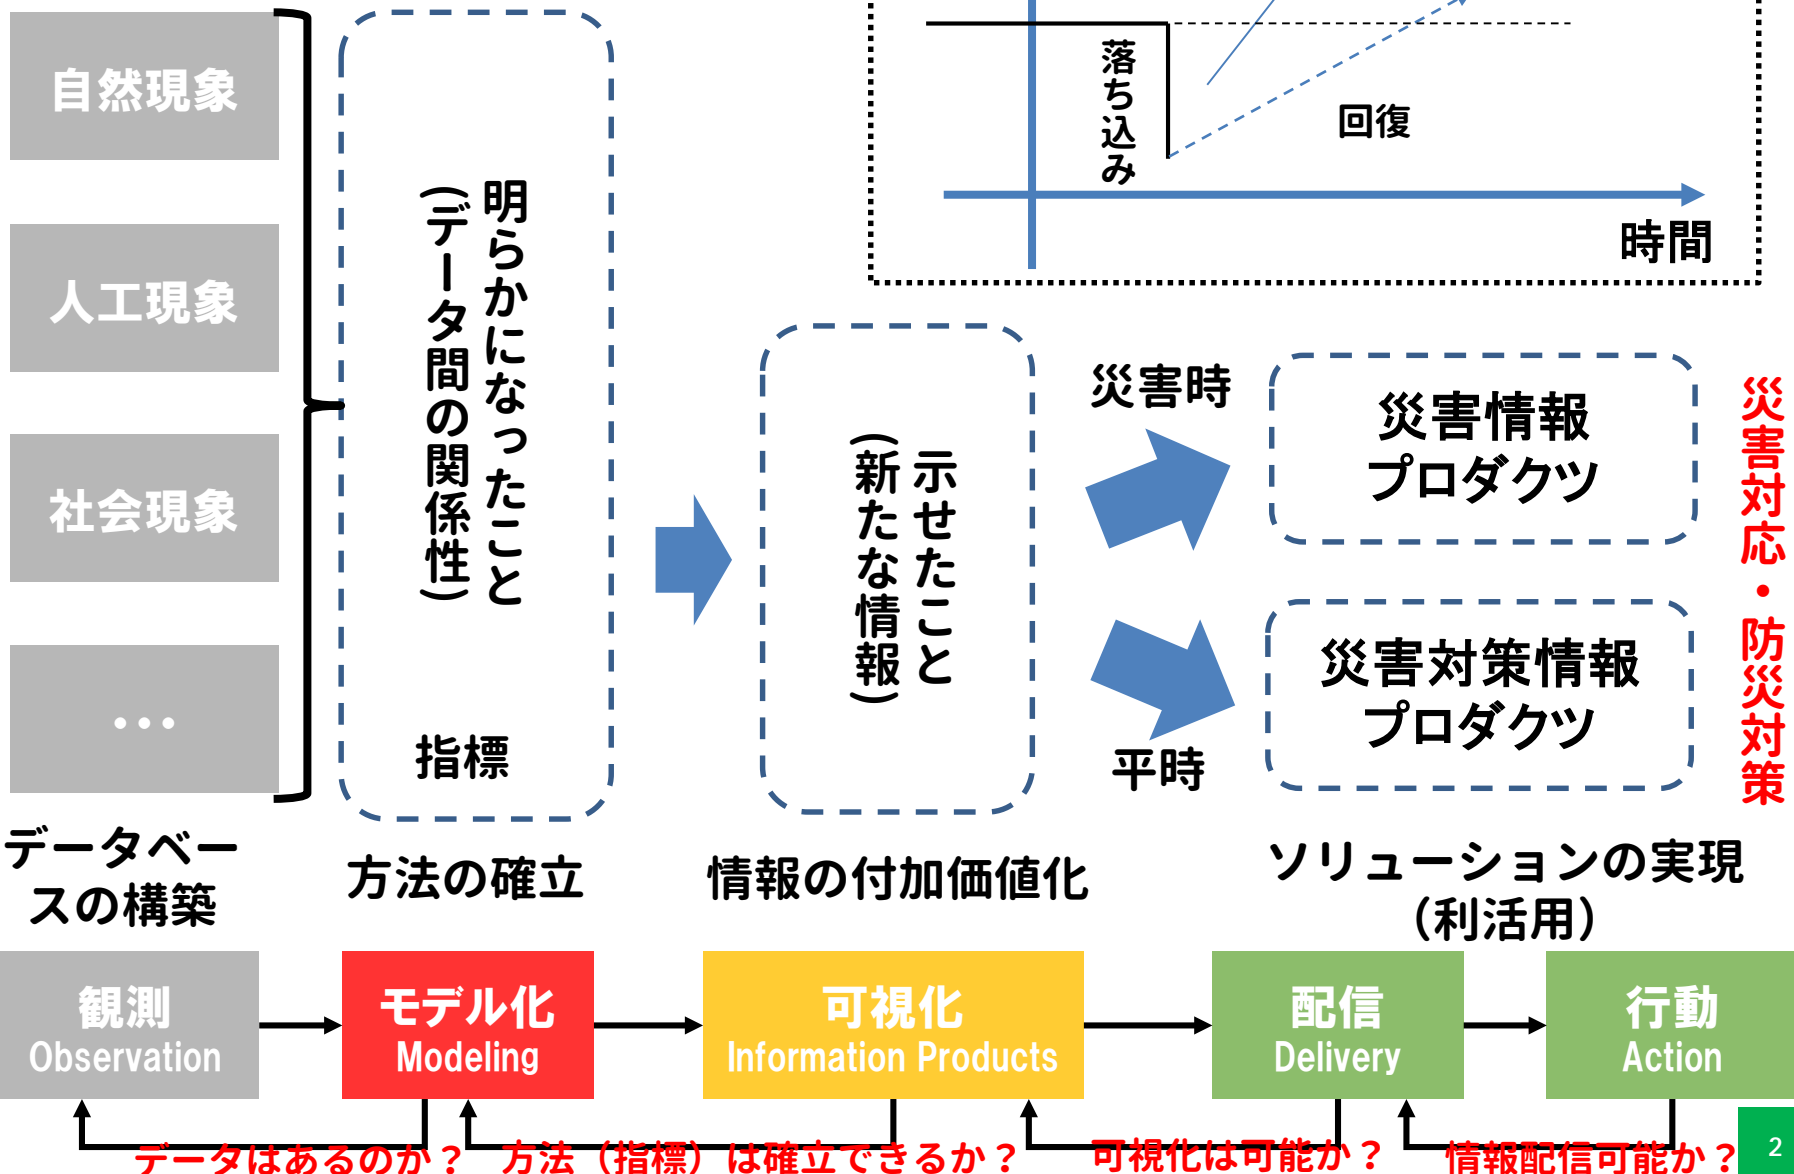 自然現象
人工現象
社会現象
・・・
明らかになったこと
(データ間の関係性)
指標
落ち込み
回復
時間
示せたこと
(新たな情報)
災害時
平時
災害情報
プロダクツ
災害対策情報
プロダクツ
災害対応・防災対策
データベー
スの構築
方法の確立
情報の付加価値化
ソリューションの実現
(利活用)
観測
Observation
モデル化
Modeling
可視化
Information Products
配信
Delivery
行動
Action
データはあるのか？
方法（指標）は確立できるか？
可視化は可能か？
情報配信可能か？
2